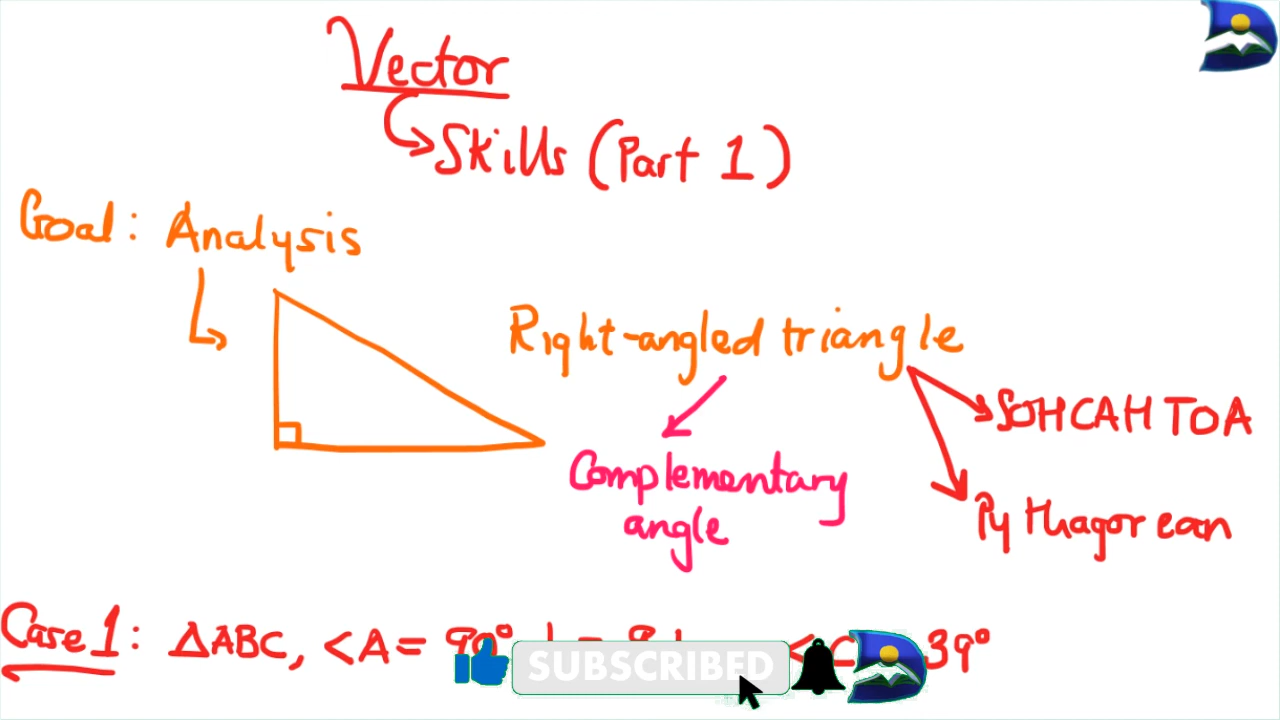 Vector
Skills (Part 1)
Goal: Analysis
Right-angled triangle
SOHCAHTOA
Complementary
angle
Pythagorean
Case 1: ΔABC, <A = 90° <C 39°
SUBSCRIBED